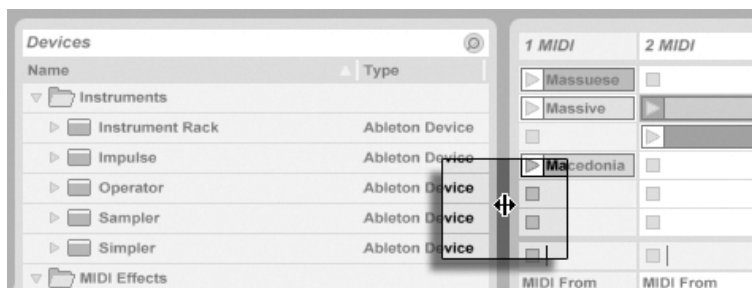 Devices
Name Type
Instruments
Instrument Rack Ableton Device
Impulse Ableton Device
Operator Ableton Device
Sampler Ableton Device
Simpler Ableton Device
MIDI Effects
1 MIDI 2 MIDI
Massuese
Massive
Macedonia
MIDI From MIDI From